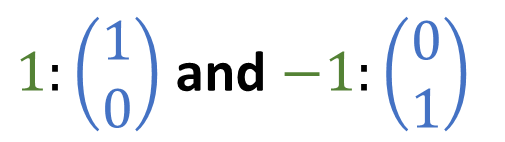 1: (1 0) and −1: (0 1)